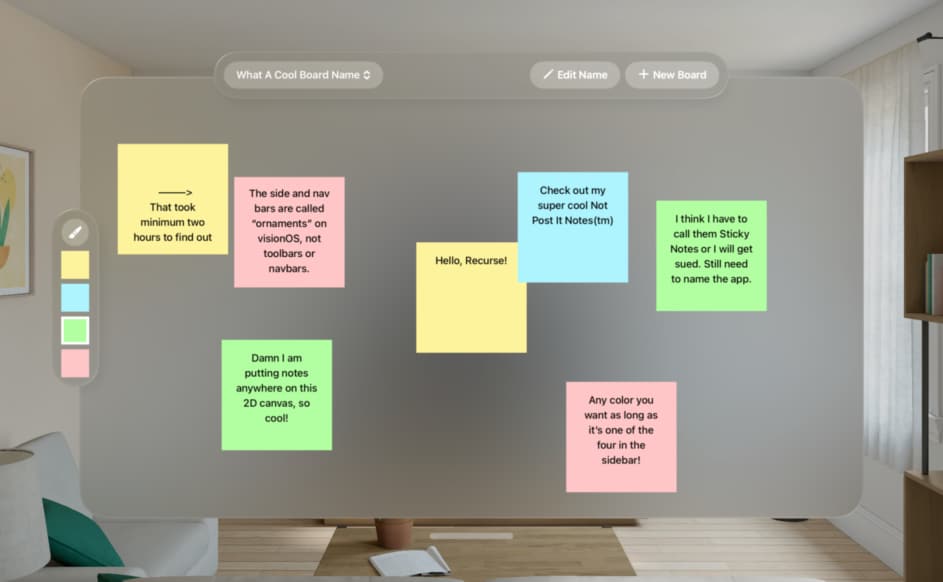 What A Cool Board Name
Edit Name
New Board
———>
That took
minimum two
hours to find out
The side and nav
bars are called
“ornaments” on
visionOS, not
toolbars or
navbars.
Hello, Recurse!
Check out my
super cool Not
Post It Notes(tm)
I think I have to
call them Sticky
Notes or I will get
sued. Still need
to name the app.
Damn I am
putting notes
anywhere on this
2D canvas, so
cool!
Any color you
want as long as
it’s one of the
four in the
sidebar!